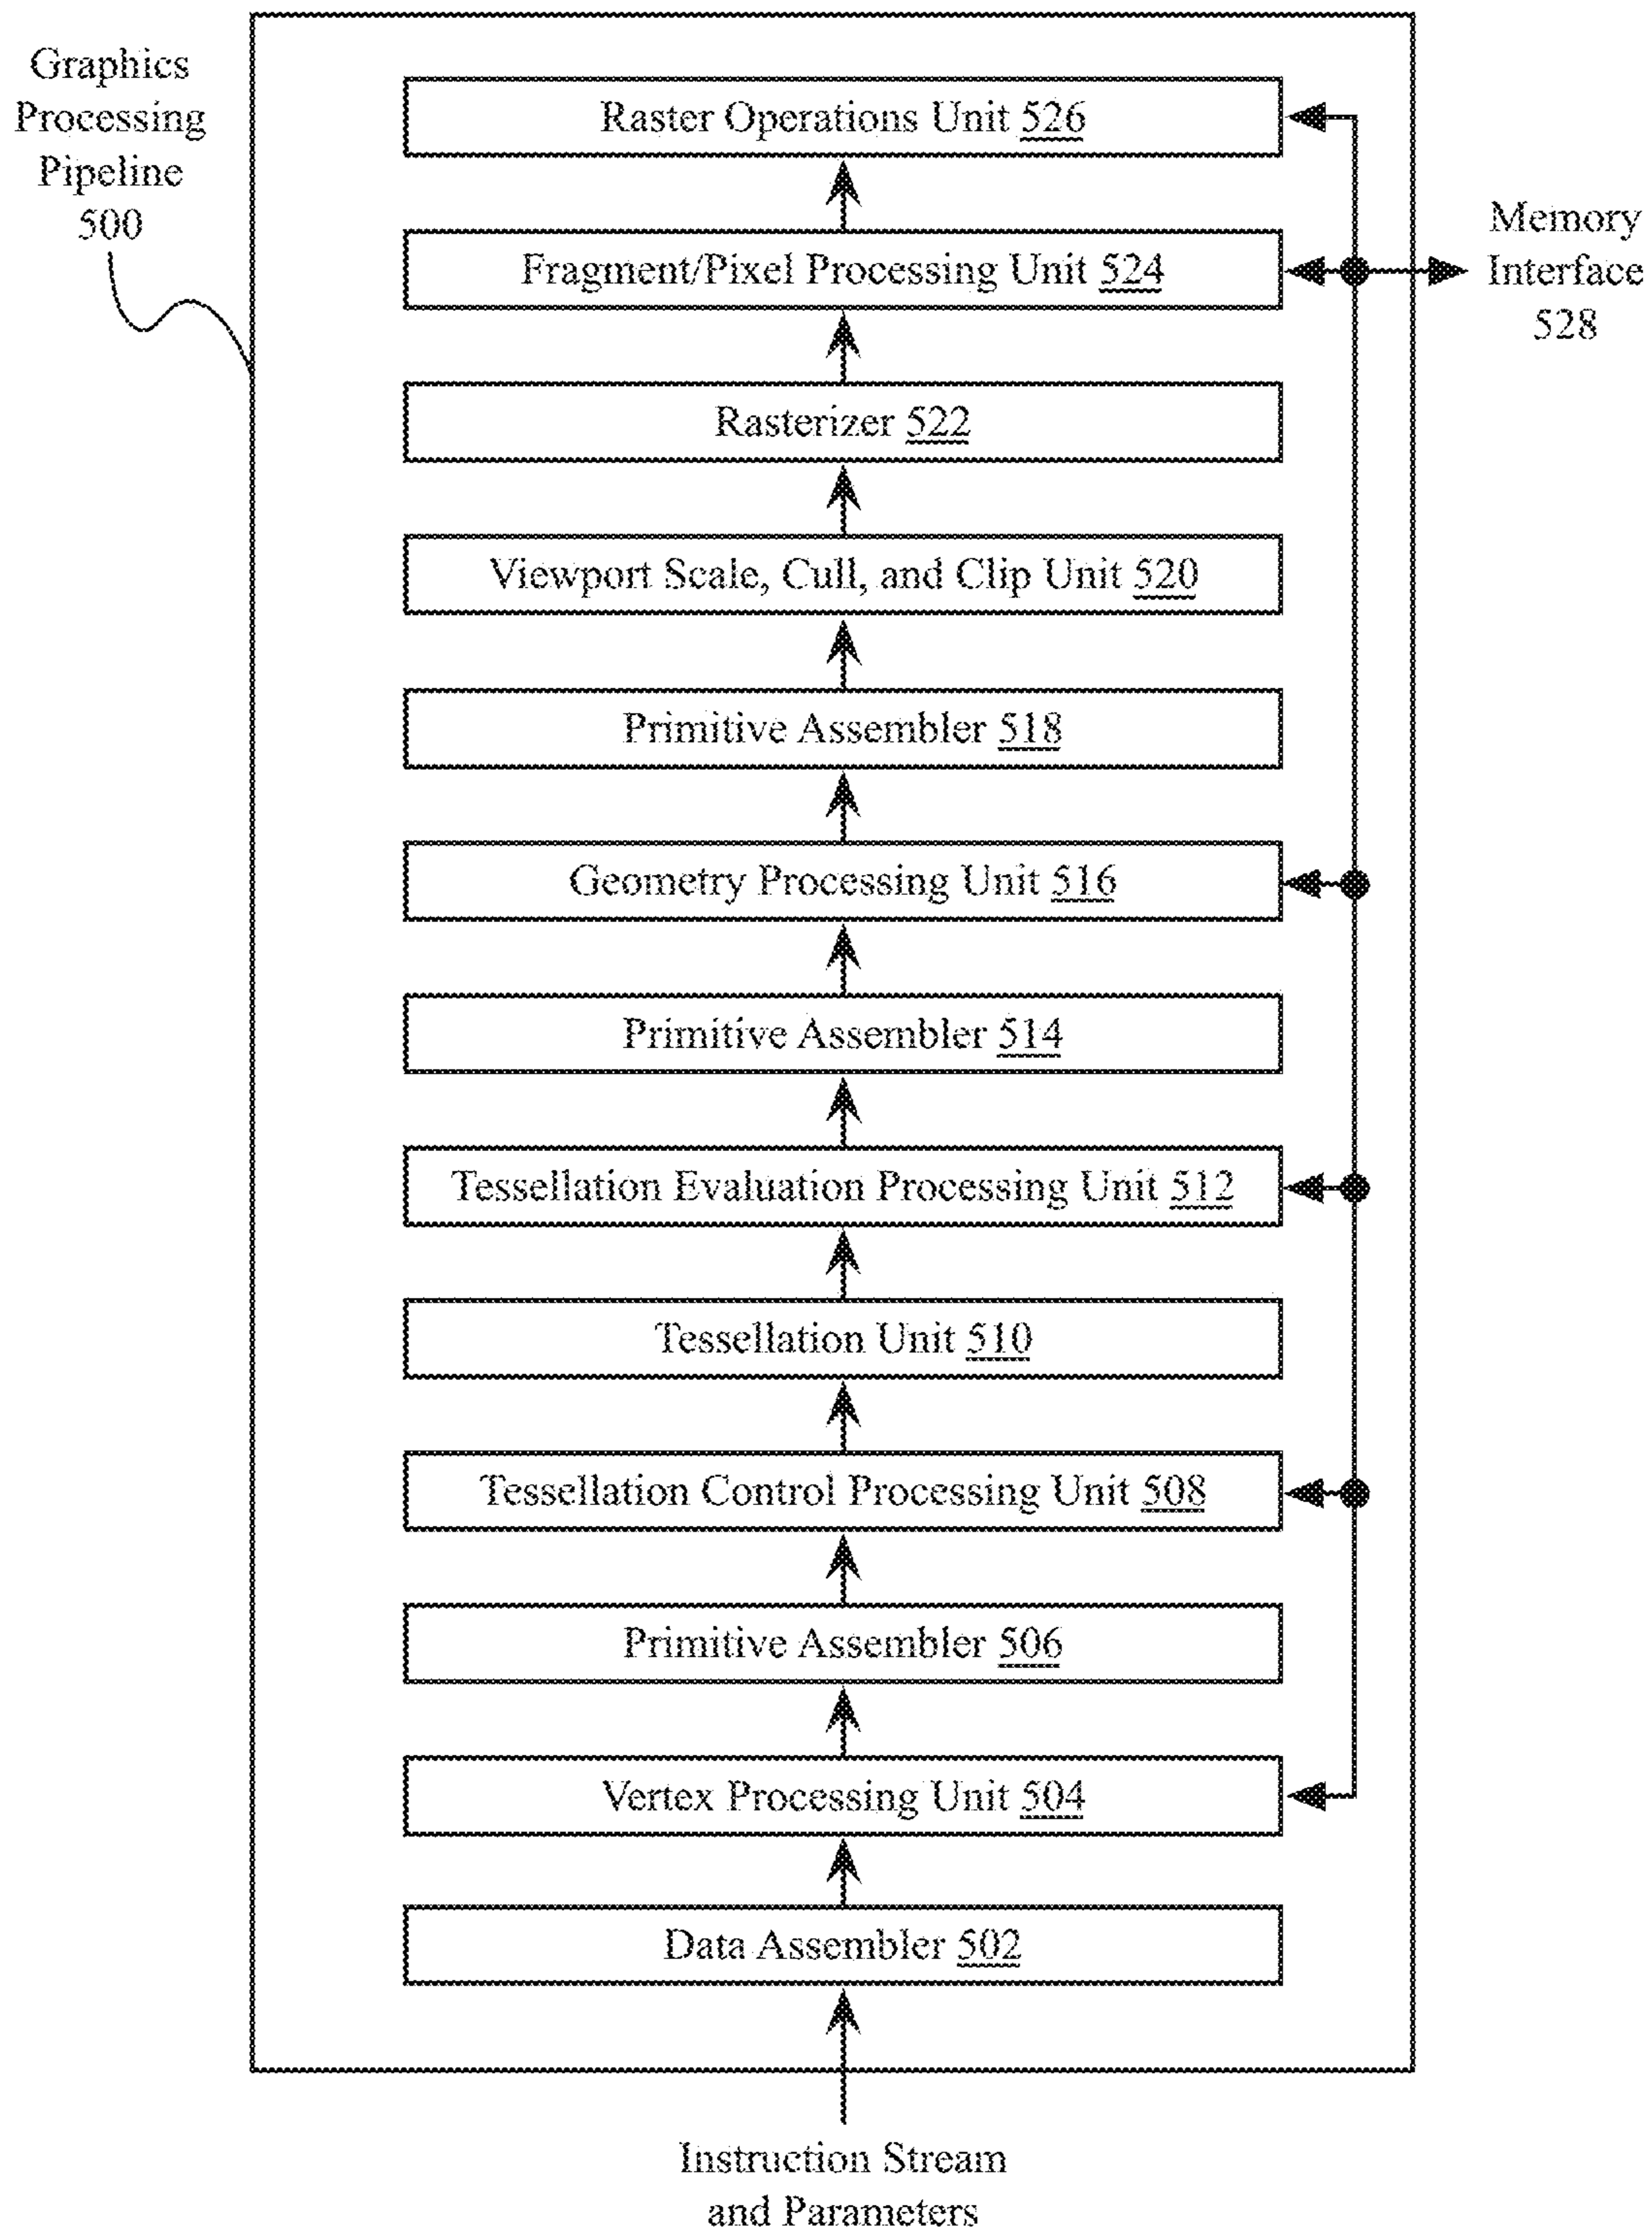 Graphics
Processing
Pipeline
500
Raster Operations Unit 526
Fragment/Pixel Processing Unit 524
Memory
Interface
528
Rasterizer 522
Viewport Scale, Cull, and Clip Unit 520
Primitive Assembler 518
Geometry Processing Unit 516
Primitive Assembler 514
Tessellation Evaluation Processing Unit 512
Tessellation Unit 510
Tessellation Control Processing Unit 508
Primitive Assembler 506
Vertex Processing Unit 504
Data Assembler 502
Instruction Stream
and Parameters